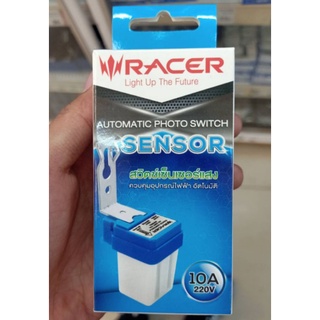 RACER
Light Up The Future
AUTOMATIC PHOTO SWITCH
SENSOR
สวิตช์เซ็นเซอร์แสง
ควบคุมอุปกรณ์ไฟฟ้า อัตโนมัติ
10A
220V